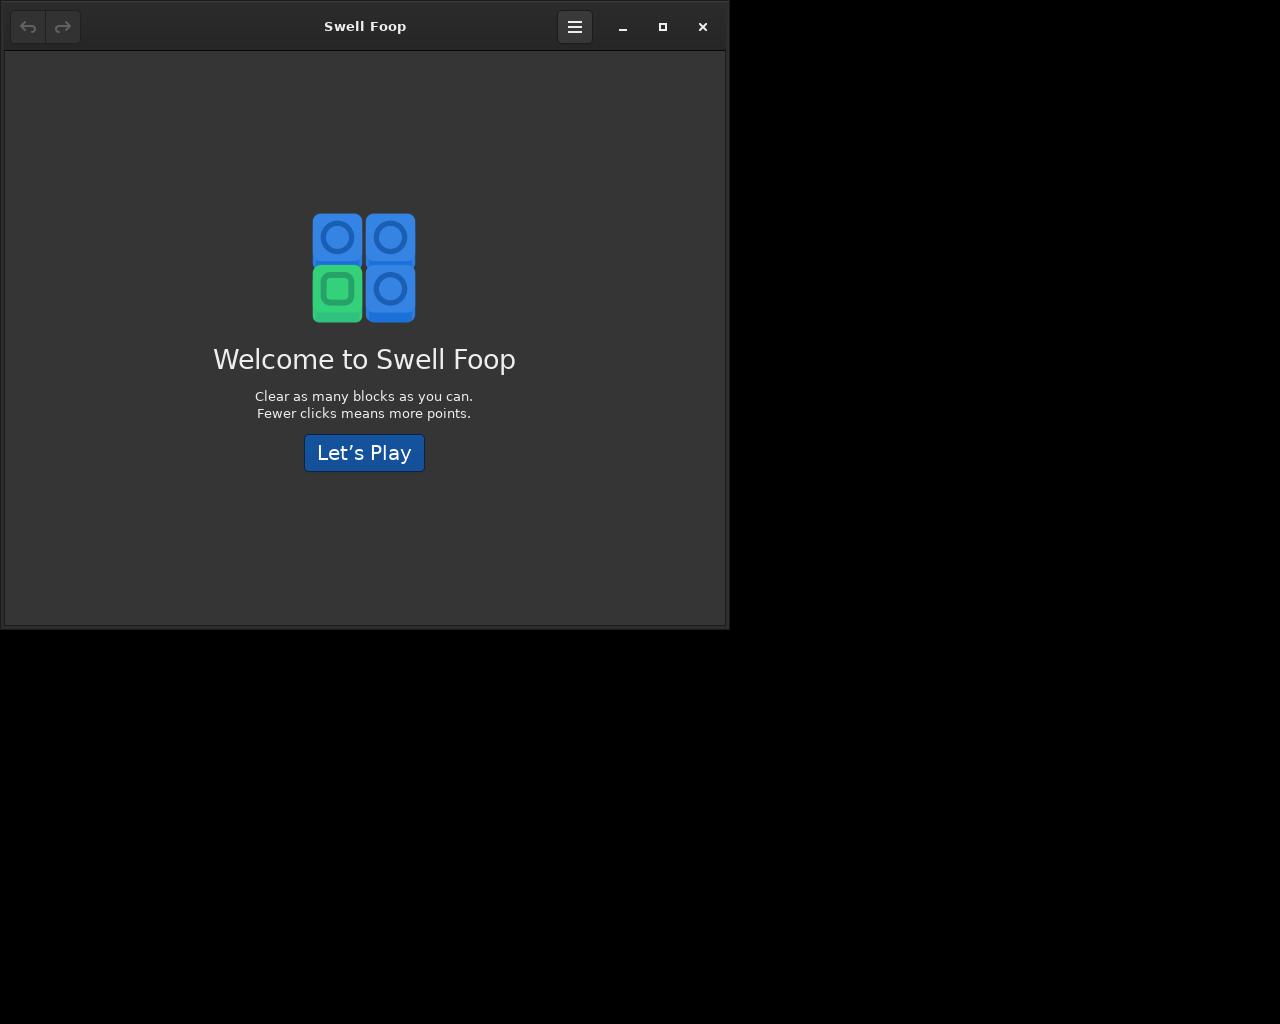 Swell Foop
Welcome to Swell Foop
Clear as many blocks as you can.
Fewer clicks means more points.
Let’s Play